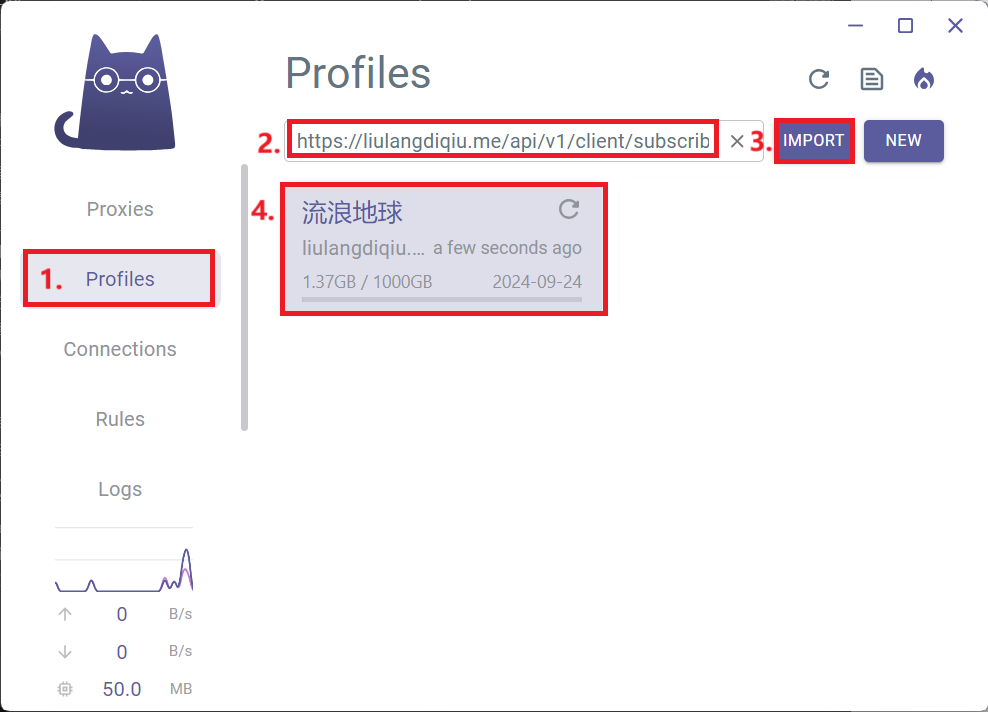 Profiles
2. https://liulangdiqiu.me/api/v1/client/subscrib 3. IMPORT NEW
Proxies
1. Profiles
Connections
Rules
Logs
0 B/s
0 B/s
50.0 MB
4. 流浪地球
liulangdiqiu.... a few seconds ago
1.37GB / 1000GB 2024-09-24